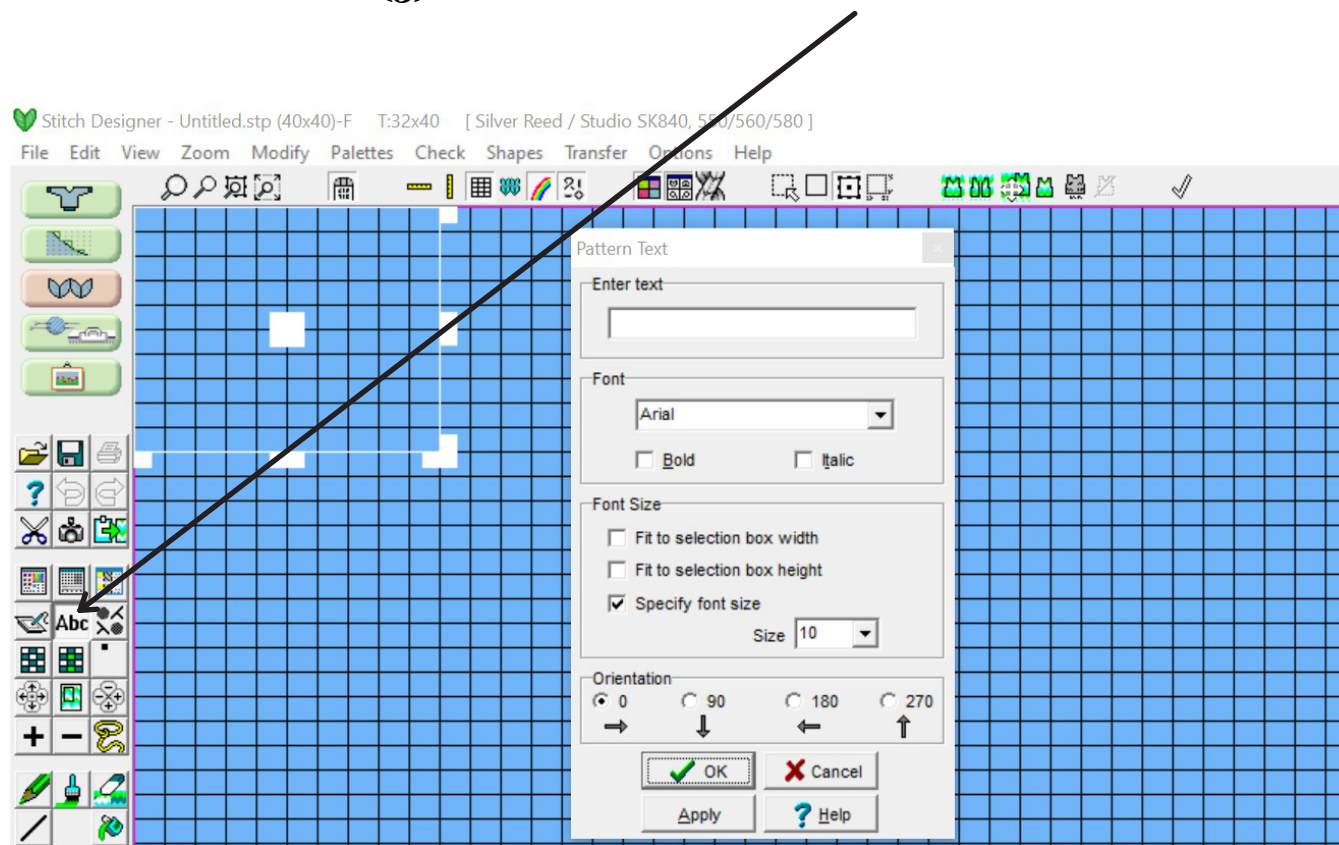 Stitch Designer - Untitled.stp (40x40)-F T:32x40 [ Silver Reed / Studio SK840, 550/560/580 ]
File Edit View Zoom Modify Palettes Check Shapes Transfer Options Help
Pattern Text
Enter text
Font
Arial
Bold Italic
Font Size
Fit to selection box width
Fit to selection box height
Specify font size
Size 10
Abc
Orientation
0 90 180 270
OK Cancel
Apply Help